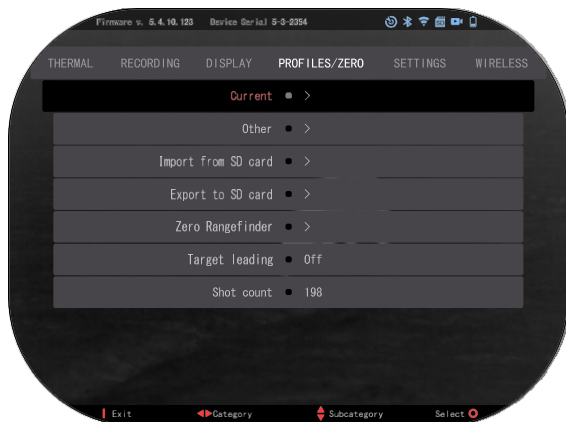 Firmware v. 5.4.10.123 Device Serial 5-3-2354
THERMAL RECORDING DISPLAY PROFILES/ZERO SETTINGS WIRELESS
Current >
Other >
Import from SD card >
Export to SD card >
Zero Rangefinder >
Target leading Off
Shot count 198
Exit Category Subcategory Select